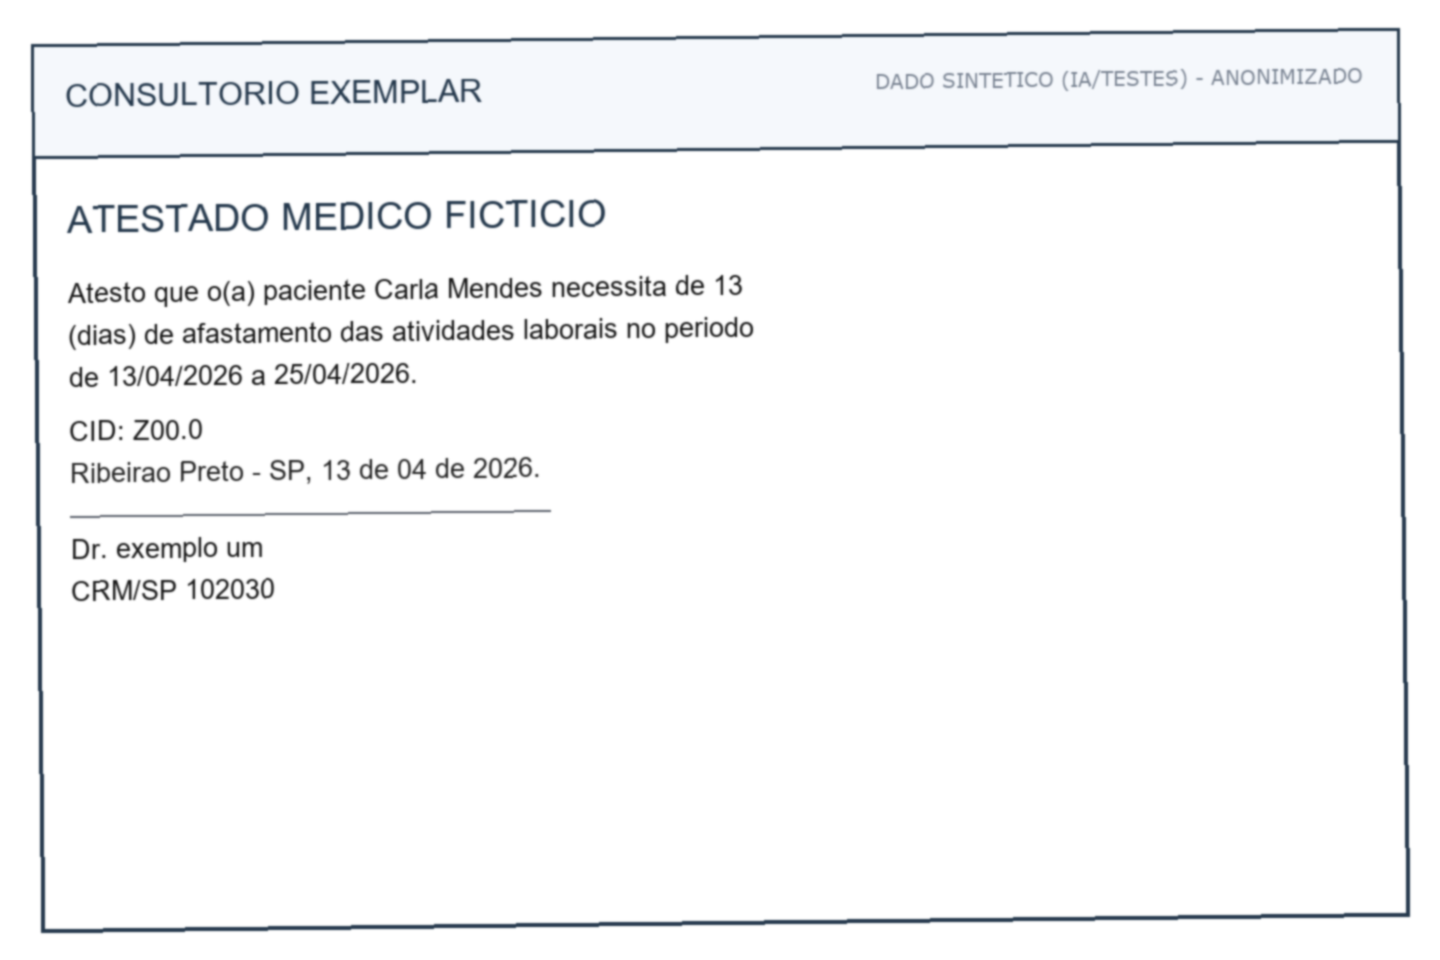 CONSULTORIO EXEMPLAR
DADO SINTETICO (IA/TESTES) - ANONIMIZADO
ATESTADO MEDICO FICTICIO
Atesto que o(a) paciente Carla Mendes necessita de 13
(dias) de afastamento das atividades laborais no periodo
de 13/04/2026 a 25/04/2026.
CID: Z00.0
Ribeirao Preto - SP, 13 de 04 de 2026.
Dr. exemplo um
CRM/SP 102030